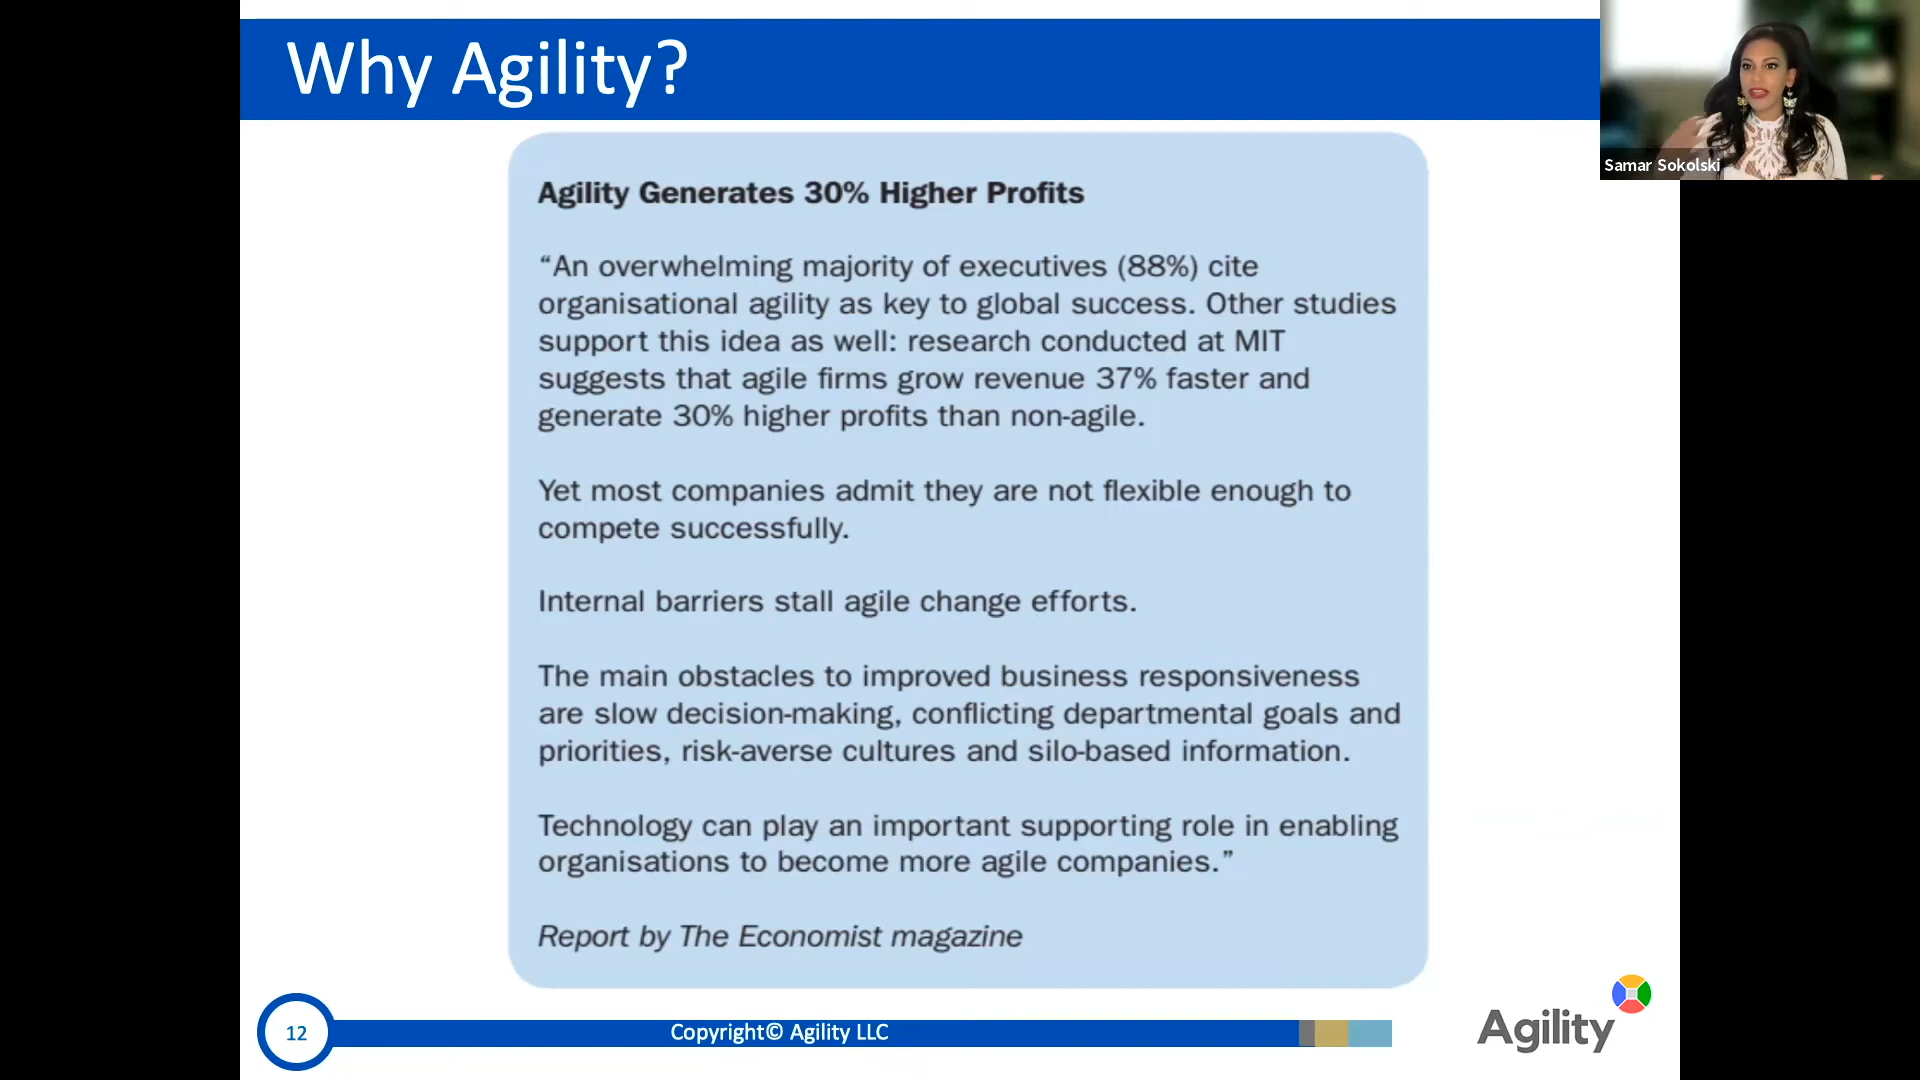 Why Agility?
Samar Sokolski
Agility Generates 30% Higher Profits
“An overwhelming majority of executives (88%) cite
organisational agility as key to global success. Other studies
support this idea as well: research conducted at MIT
suggests that agile firms grow revenue 37% faster and
generate 30% higher profits than non-agile.
Yet most companies admit they are not flexible enough to
compete successfully.
Internal barriers stall agile change efforts.
The main obstacles to improved business responsiveness
are slow decision-making, conflicting departmental goals and
priorities, risk-averse cultures and silo-based information.
Technology can play an important supporting role in enabling
organisations to become more agile companies.”
Report by The Economist magazine
12
Copyright© Agility LLC
Agility